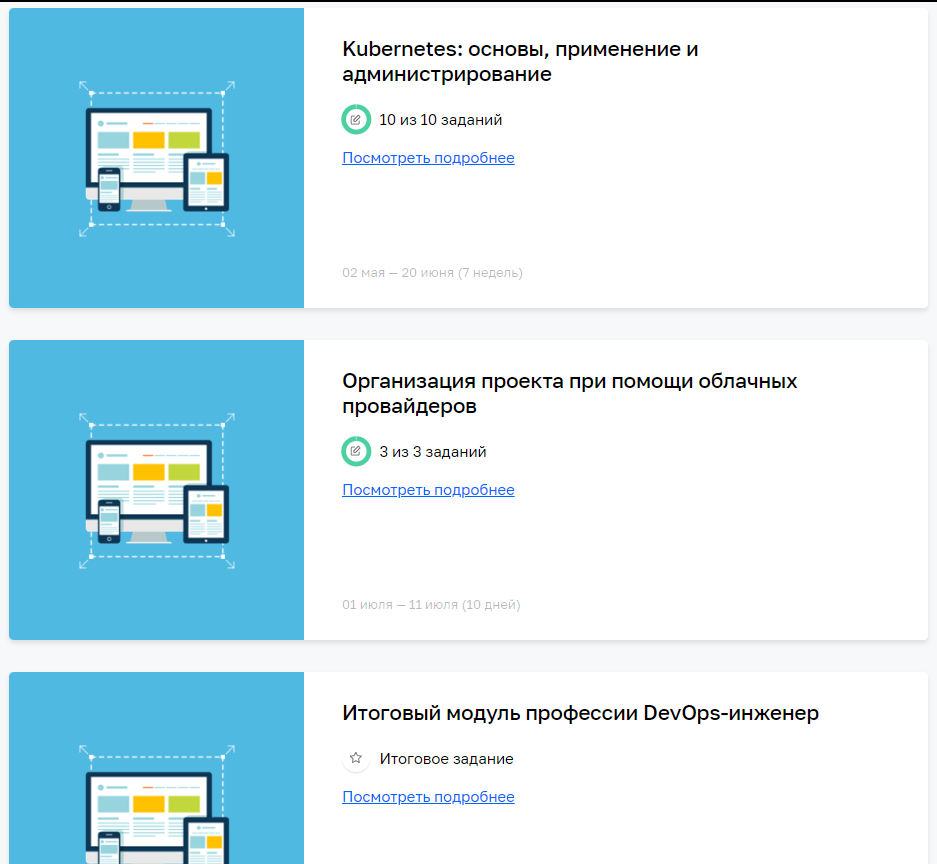 Kubernetes: основы, применение и
администрирование
10 из 10 заданий
Посмотреть подробнее
02 мая — 20 июня (7 недель)
Организация проекта при помощи облачных
провайдеров
3 из 3 заданий
Посмотреть подробнее
01 июля — 11 июля (10 дней)
Итоговый модуль профессии DevOps-инженер
Итоговое задание
Посмотреть подробнее